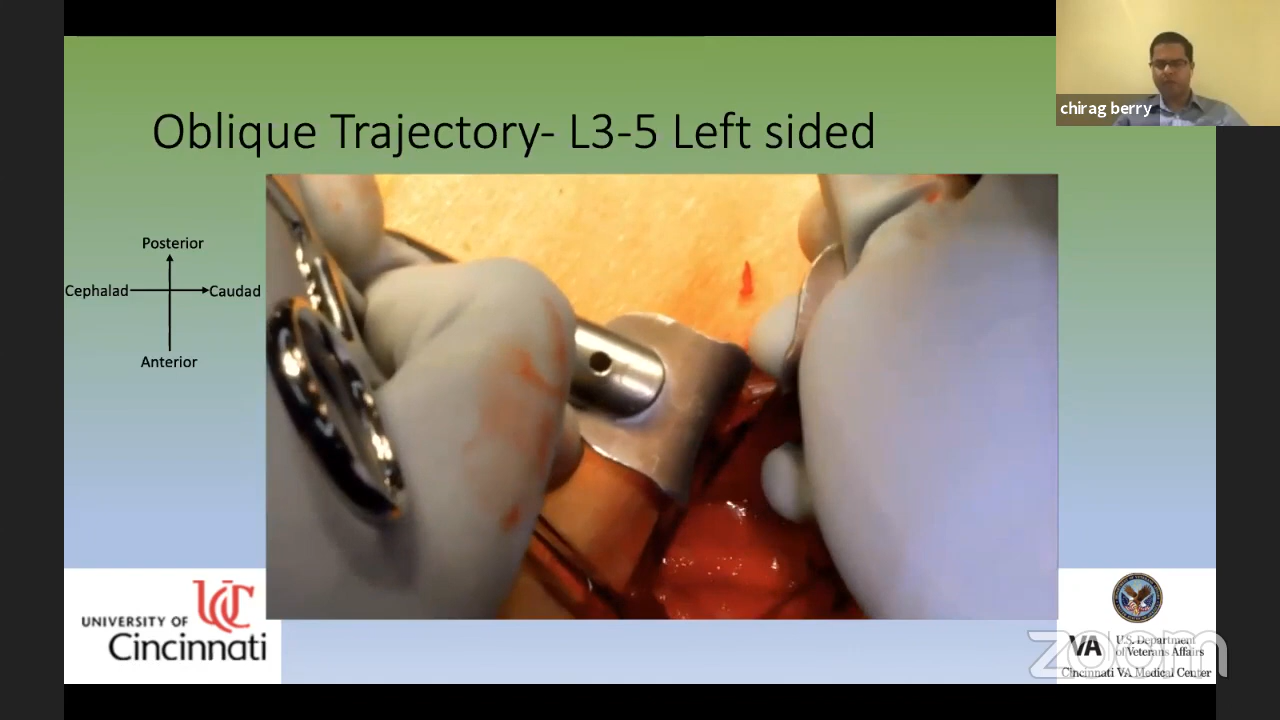 chirag berry
Oblique Trajectory- L3-5 Left sided
Posterior
Cephalad
Caudad
Anterior
UC
UNIVERSITY OF
Cincinnati
VA
U.S. Department
of Veterans Affairs
Cincinnati VA Medical Center
zoom